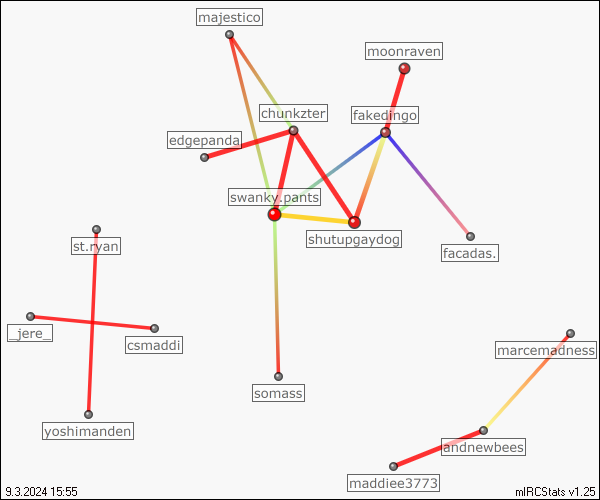 majestico
moonraven
chunkzter
fakedingo
edgepanda
swanky.pants
shutupgaydog
st.ryan
facadas.
_jere_
csmaddi
marcemadness
somass
yoshimanden
andnewbees
maddiee3773
9.3.2024 15:55
mIRCStats v1.25